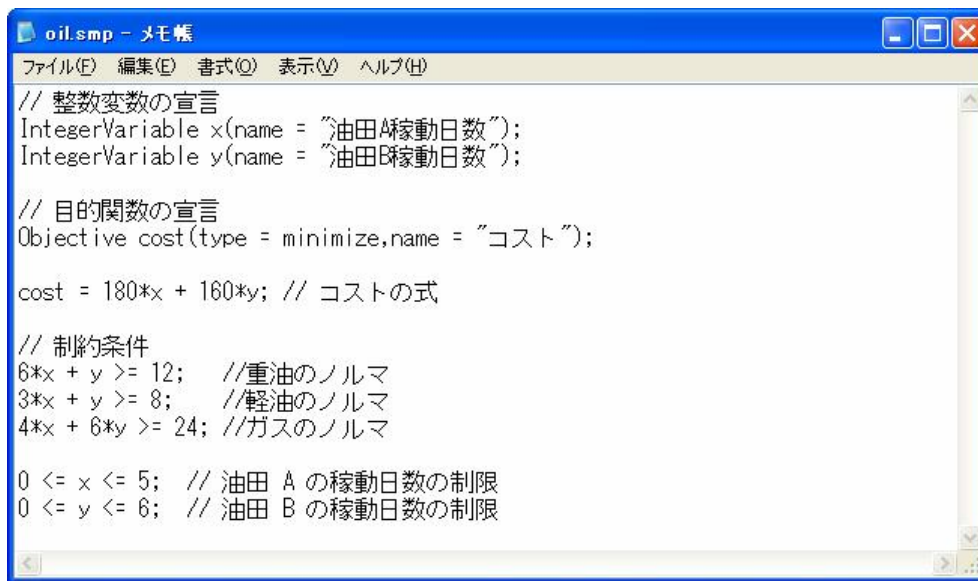 oil.smp - メモ帳
ファイル(F) 編集(E) 書式(O) 表示(V) ヘルプ(H)
// 整数変数の宣言
IntegerVariable x(name = "油田A稼動日数");
IntegerVariable y(name = "油田B稼動日数");
// 目的関数の宣言
Objective cost(type = minimize,name = "コスト");
cost = 180*x + 160*y; // コストの式
// 制約条件
6*x + y >= 12; //重油のノルマ
3*x + y >= 8; //軽油のノルマ
4*x + 6*y >= 24; //ガスのノルマ
0 <= x <= 5; // 油田 A の稼動日数の制限
0 <= y <= 6; // 油田 B の稼動日数の制限